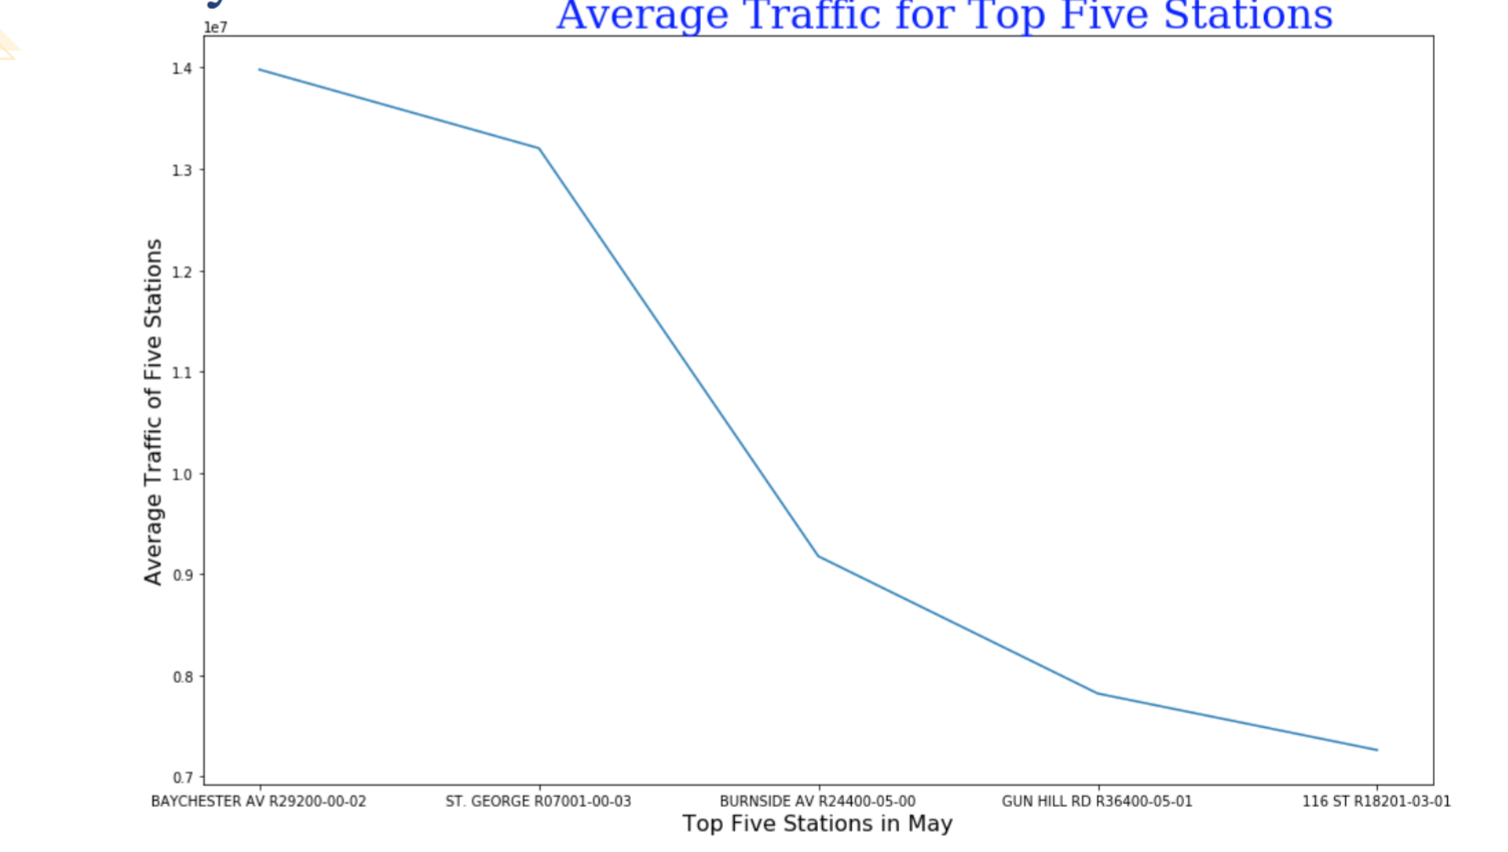 Average Traffic for Top Five Stations
1e7
1.4
1.3
1.2
1.1
1.0
0.9
0.8
0.7
Average Traffic of Five Stations
BAYCHESTER AV R29200-00-02
ST. GEORGE R07001-00-03
BURNSIDE AV R24400-05-00
GUN HILL RD R36400-05-01
116 ST R18201-03-01
Top Five Stations in May